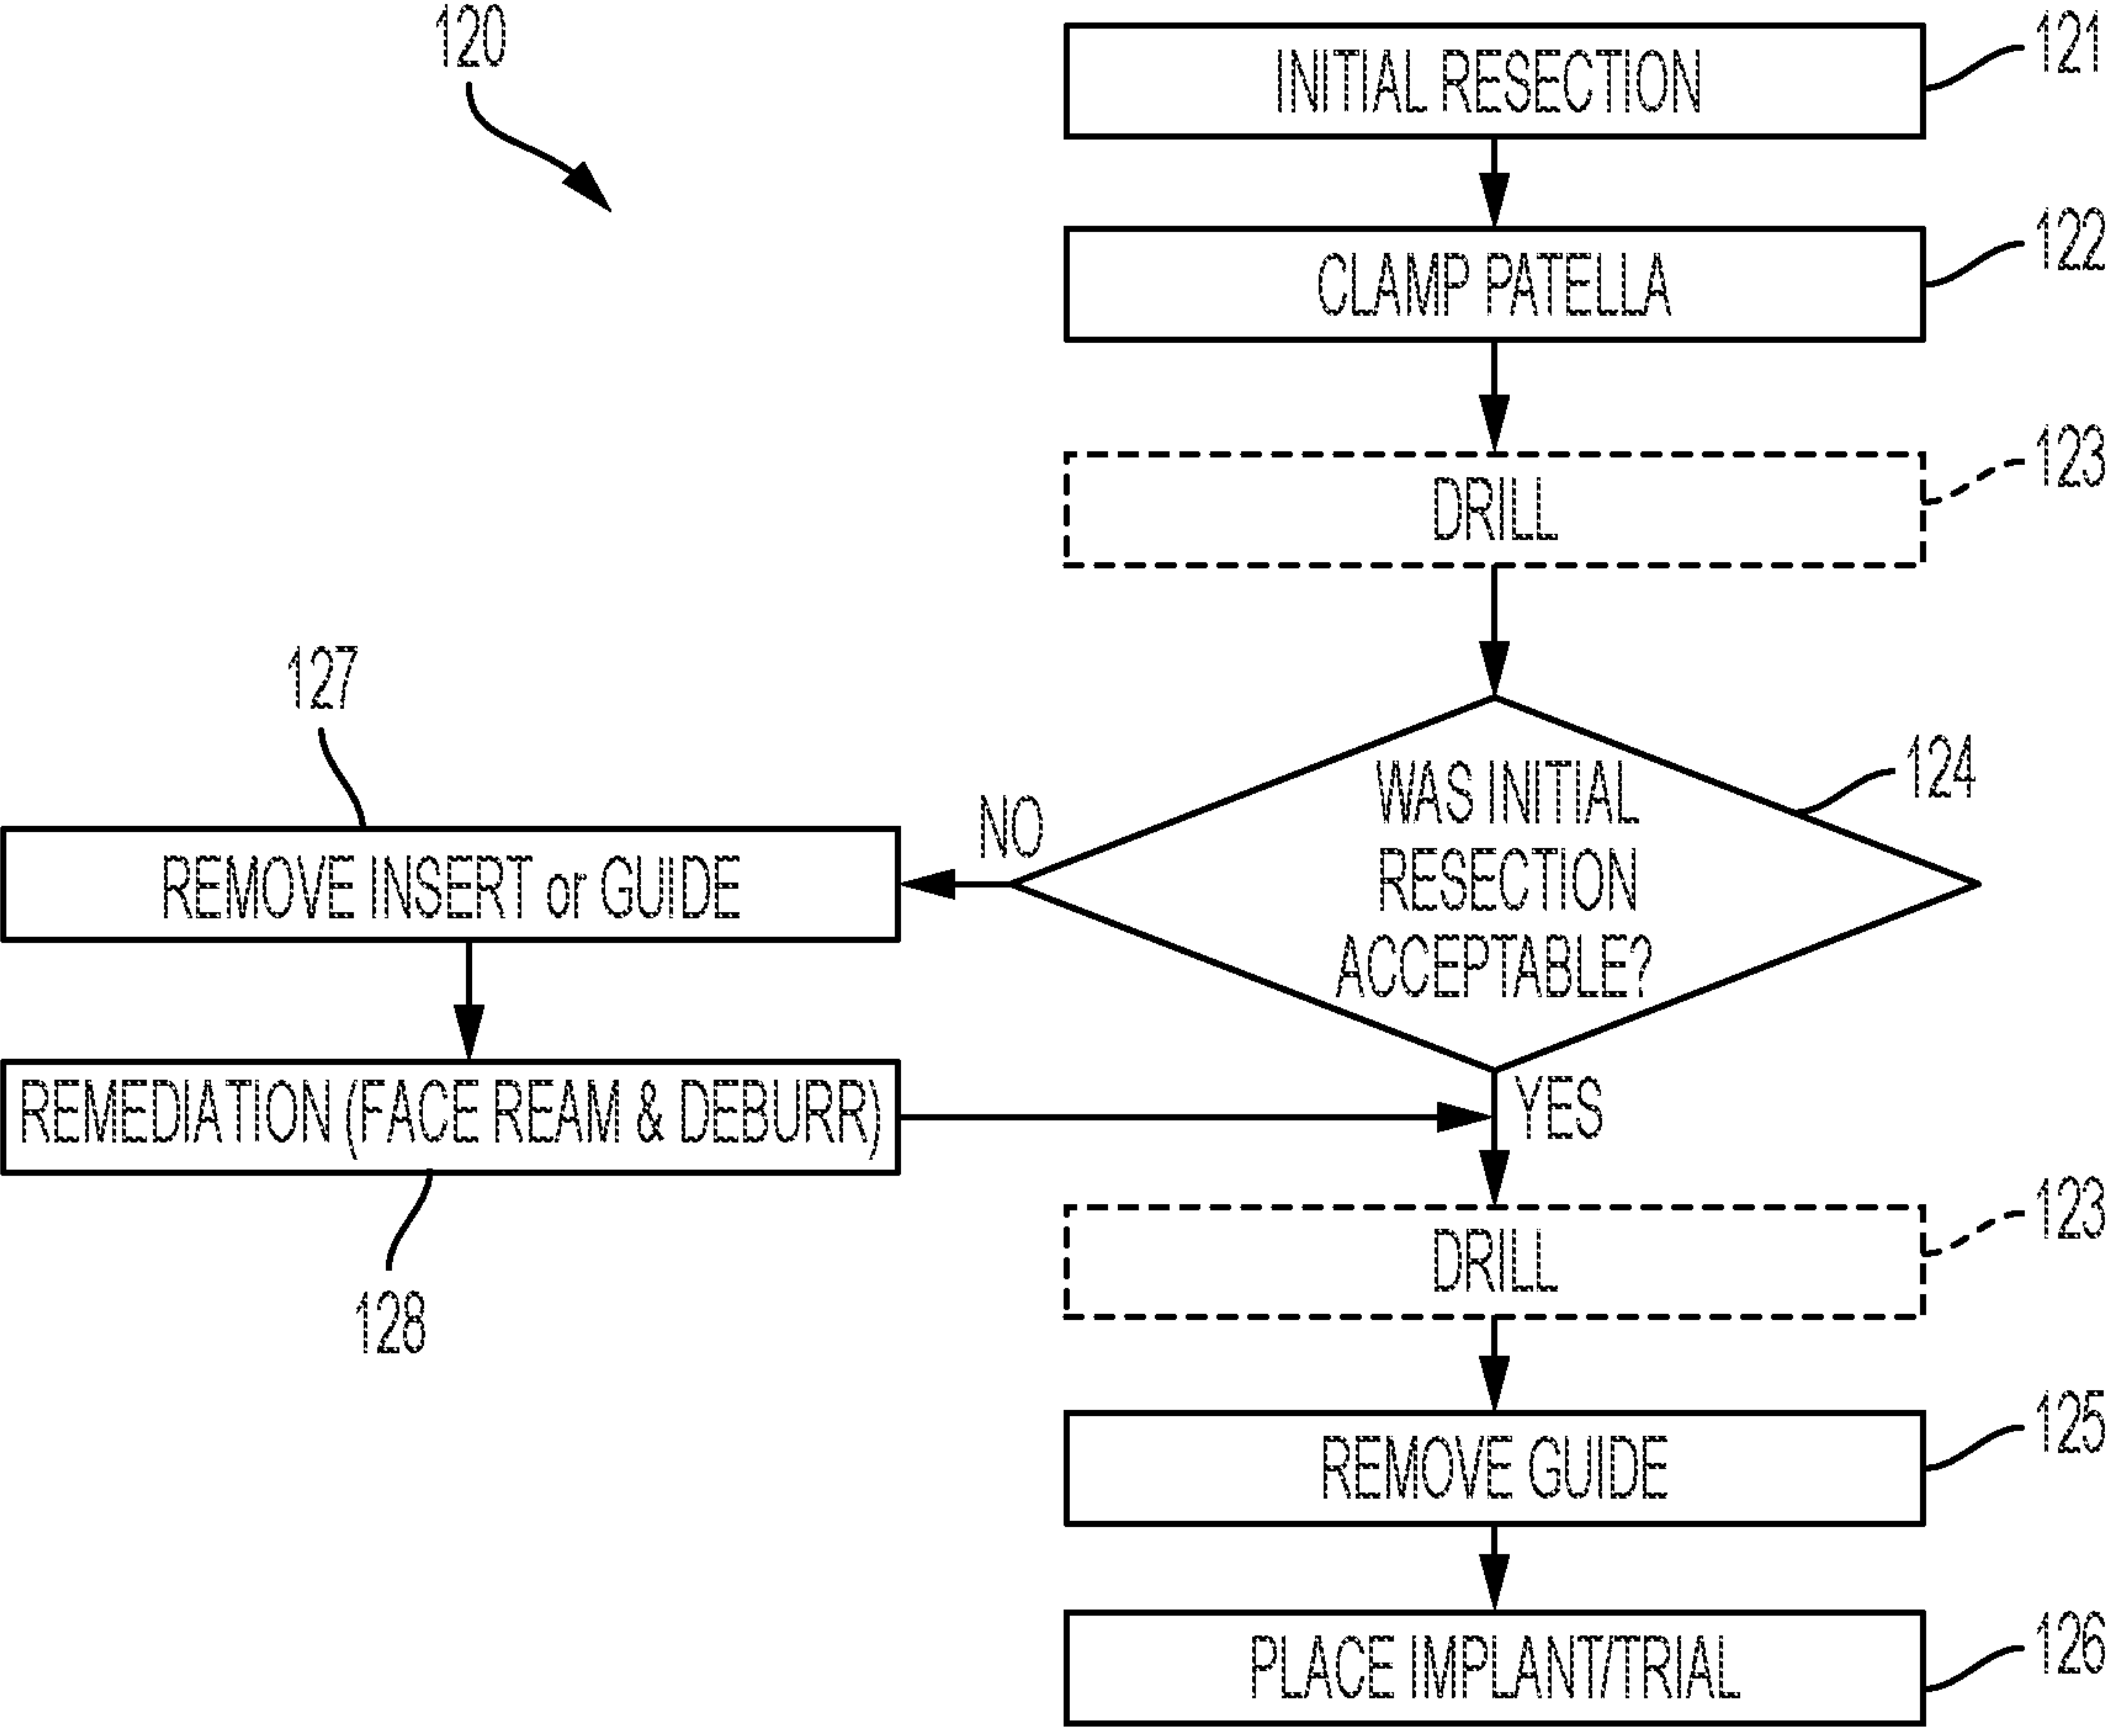 120
INITIAL RESECTION
121
CLAMP PATELLA
122
DRILL
123
WAS INITIAL
RESECTION
ACCEPTABLE?
124
NO
127
REMOVE INSERT or GUIDE
REMEDIATION (FACE REAM & DEBURR)
128
YES
DRILL
123
REMOVE GUIDE
125
PLACE IMPLANT/TRIAL
126